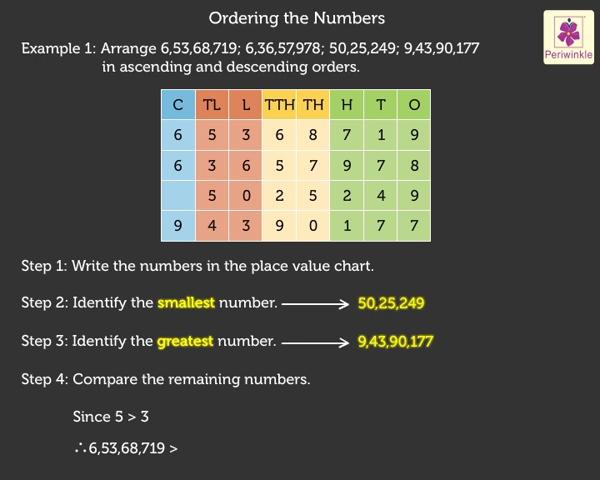 Ordering the Numbers
Periwinkle
Example 1: Arrange 6,53,68,719; 6,36,57,978; 50,25,249; 9,43,90,177
in ascending and descending orders.
C TL L TTH TH H T O
6 5 3 6 8 7 1 9
6 3 6 5 7 9 7 8
5 0 2 5 2 4 9
9 4 3 9 0 1 7 7
Step 1: Write the numbers in the place value chart.
Step 2: Identify the smallest number. ⟶ 50,25,249
Step 3: Identify the greatest number. ⟶ 9,43,90,177
Step 4: Compare the remaining numbers.
Since 5 > 3
∴ 6,53,68,719 >